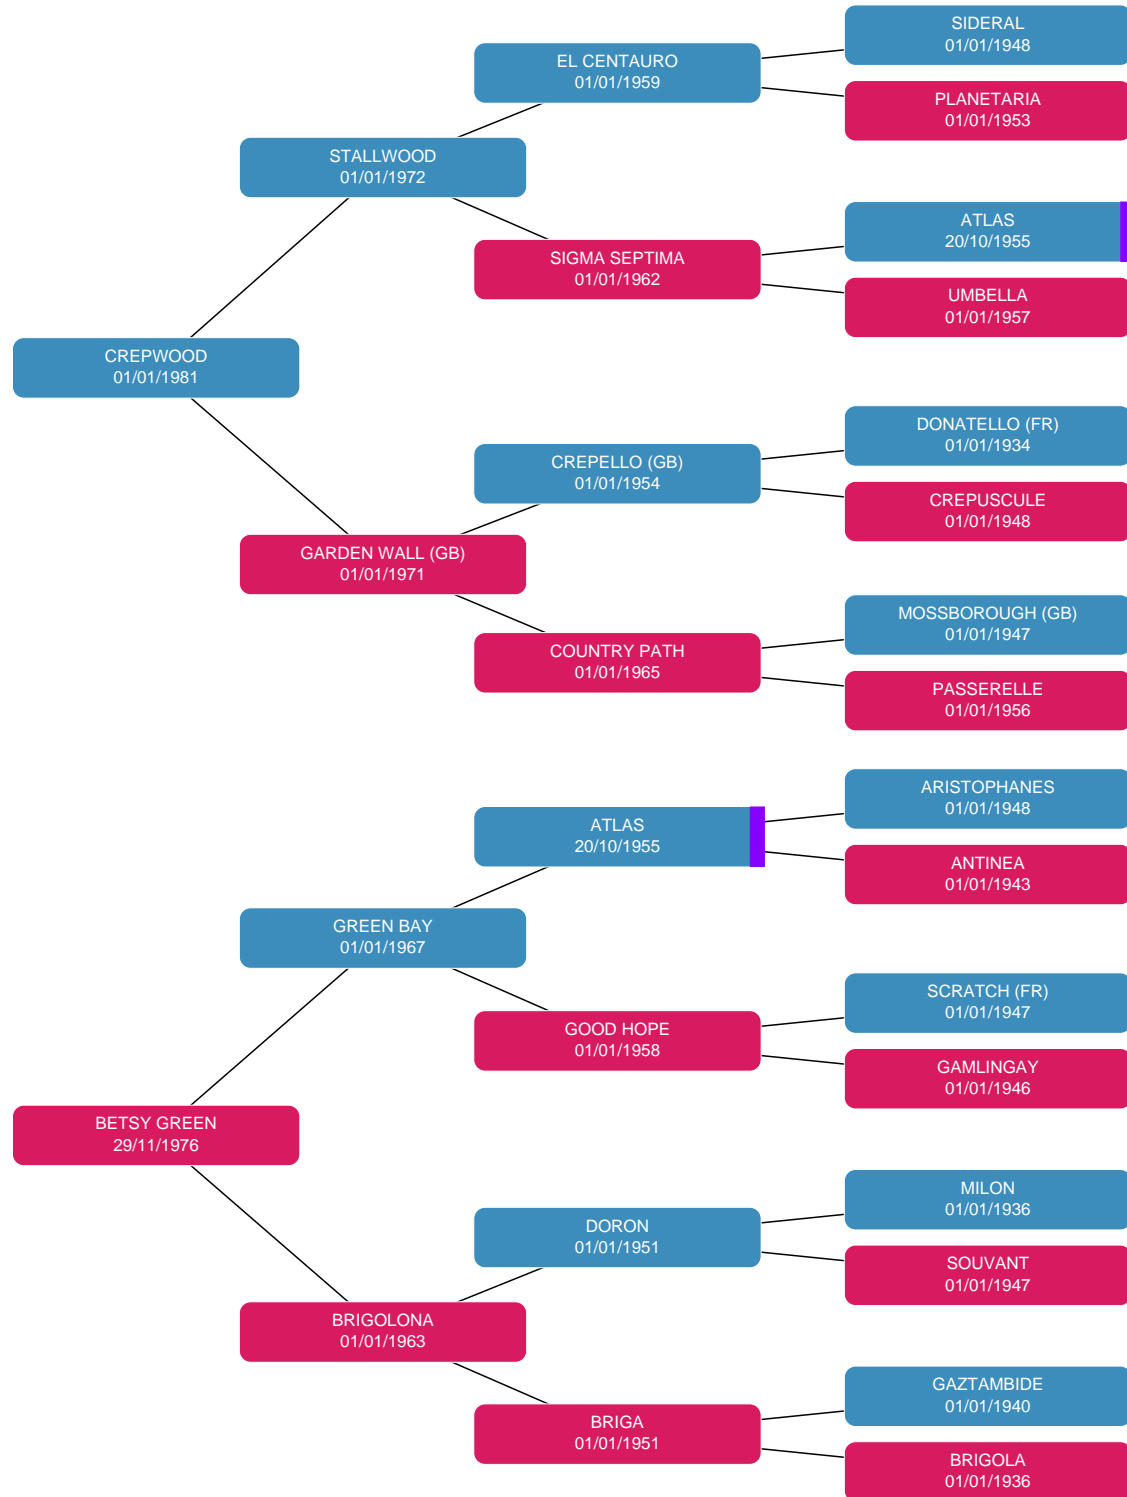 SIDERAL
01/01/1948
EL CENTAURO
01/01/1959
PLANETARIA
01/01/1953
STALLWOOD
01/01/1972
ATLAS
20/10/1955
SIGMA SEPTIMA
01/01/1962
UMBELLA
01/01/1957
CREPWOOD
01/01/1981
DONATELLO (FR)
01/01/1934
CREPELLO (GB)
01/01/1954
CREPUSCULE
01/01/1948
GARDEN WALL (GB)
01/01/1971
MOSSBOROUGH (GB)
01/01/1947
COUNTRY PATH
01/01/1965
PASSERELLE
01/01/1956
ARISTOPHANES
01/01/1948
ATLAS
20/10/1955
ANTINEA
01/01/1943
GREEN BAY
01/01/1967
SCRATCH (FR)
01/01/1947
GOOD HOPE
01/01/1958
GAMLINGAY
01/01/1946
BETSY GREEN
29/11/1976
MILON
01/01/1936
DORON
01/01/1951
SOUVANT
01/01/1947
BRIGOLONA
01/01/1963
GAZTAMBIDE
01/01/1940
BRIGA
01/01/1951
BRIGOLA
01/01/1936